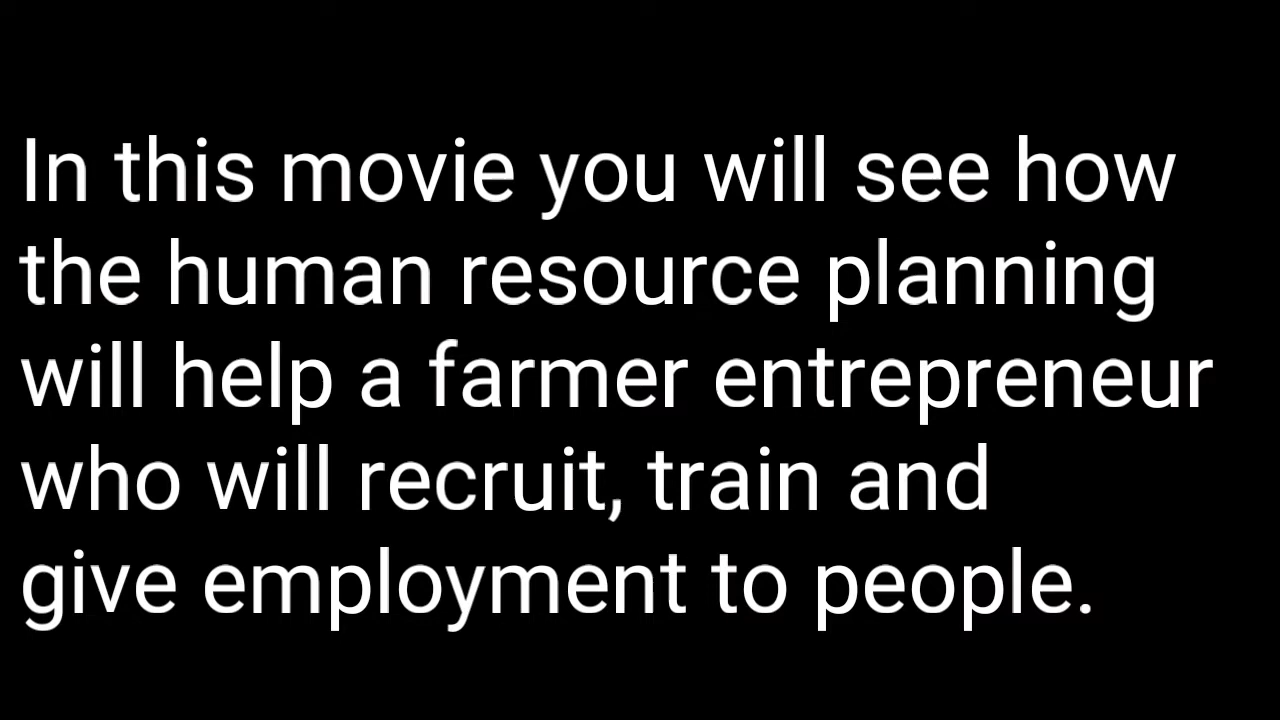 In this movie you will see how
the human resource planning
will help a farmer entrepreneur
who will recruit, train and
give employment to people.